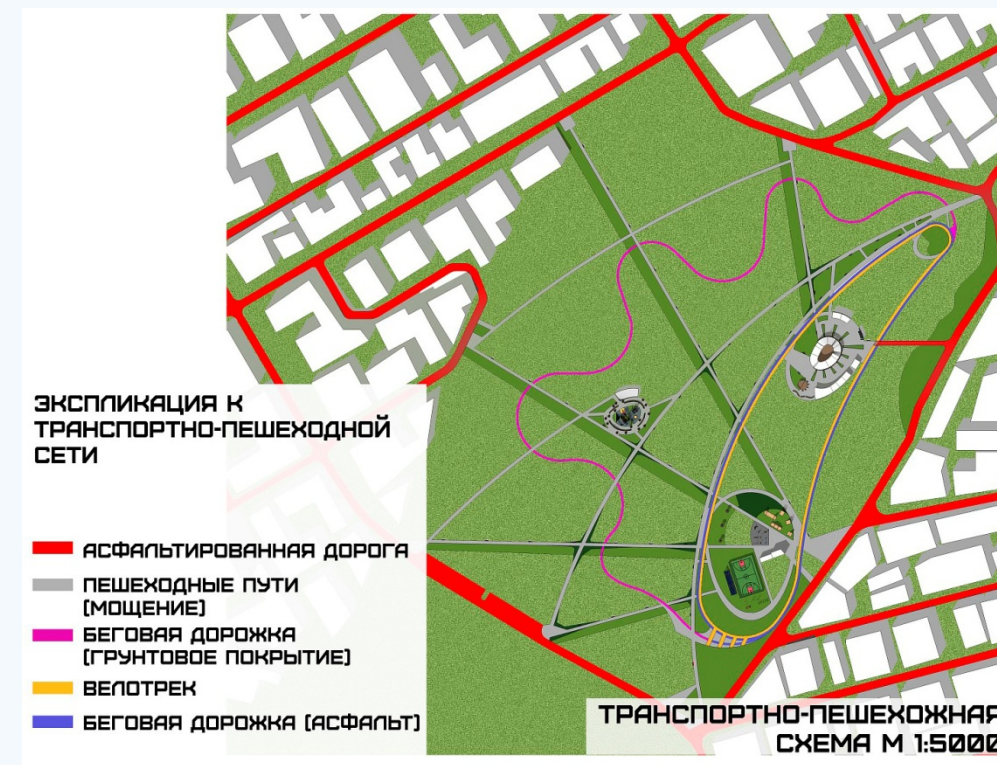 ЭКСПЛИКАЦИЯ К
ТРАНСПОРТНО-ПЕШЕХОДНОЙ
СЕТИ
АСФАЛЬТИРОВАННАЯ ДОРОГА
ПЕШЕХОДНЫЕ ПУТИ
(МОЩЕНИЕ)
БЕГОВАЯ ДОРОЖКА
(ГРУНТОВОЕ ПОКРЫТИЕ)
ВЕЛОТРЕК
БЕГОВАЯ ДОРОЖКА (АСФАЛЬТ)
ТРАНСПОРТНО-ПЕШЕХОЖНАЯ
СХЕМА М 1:5000